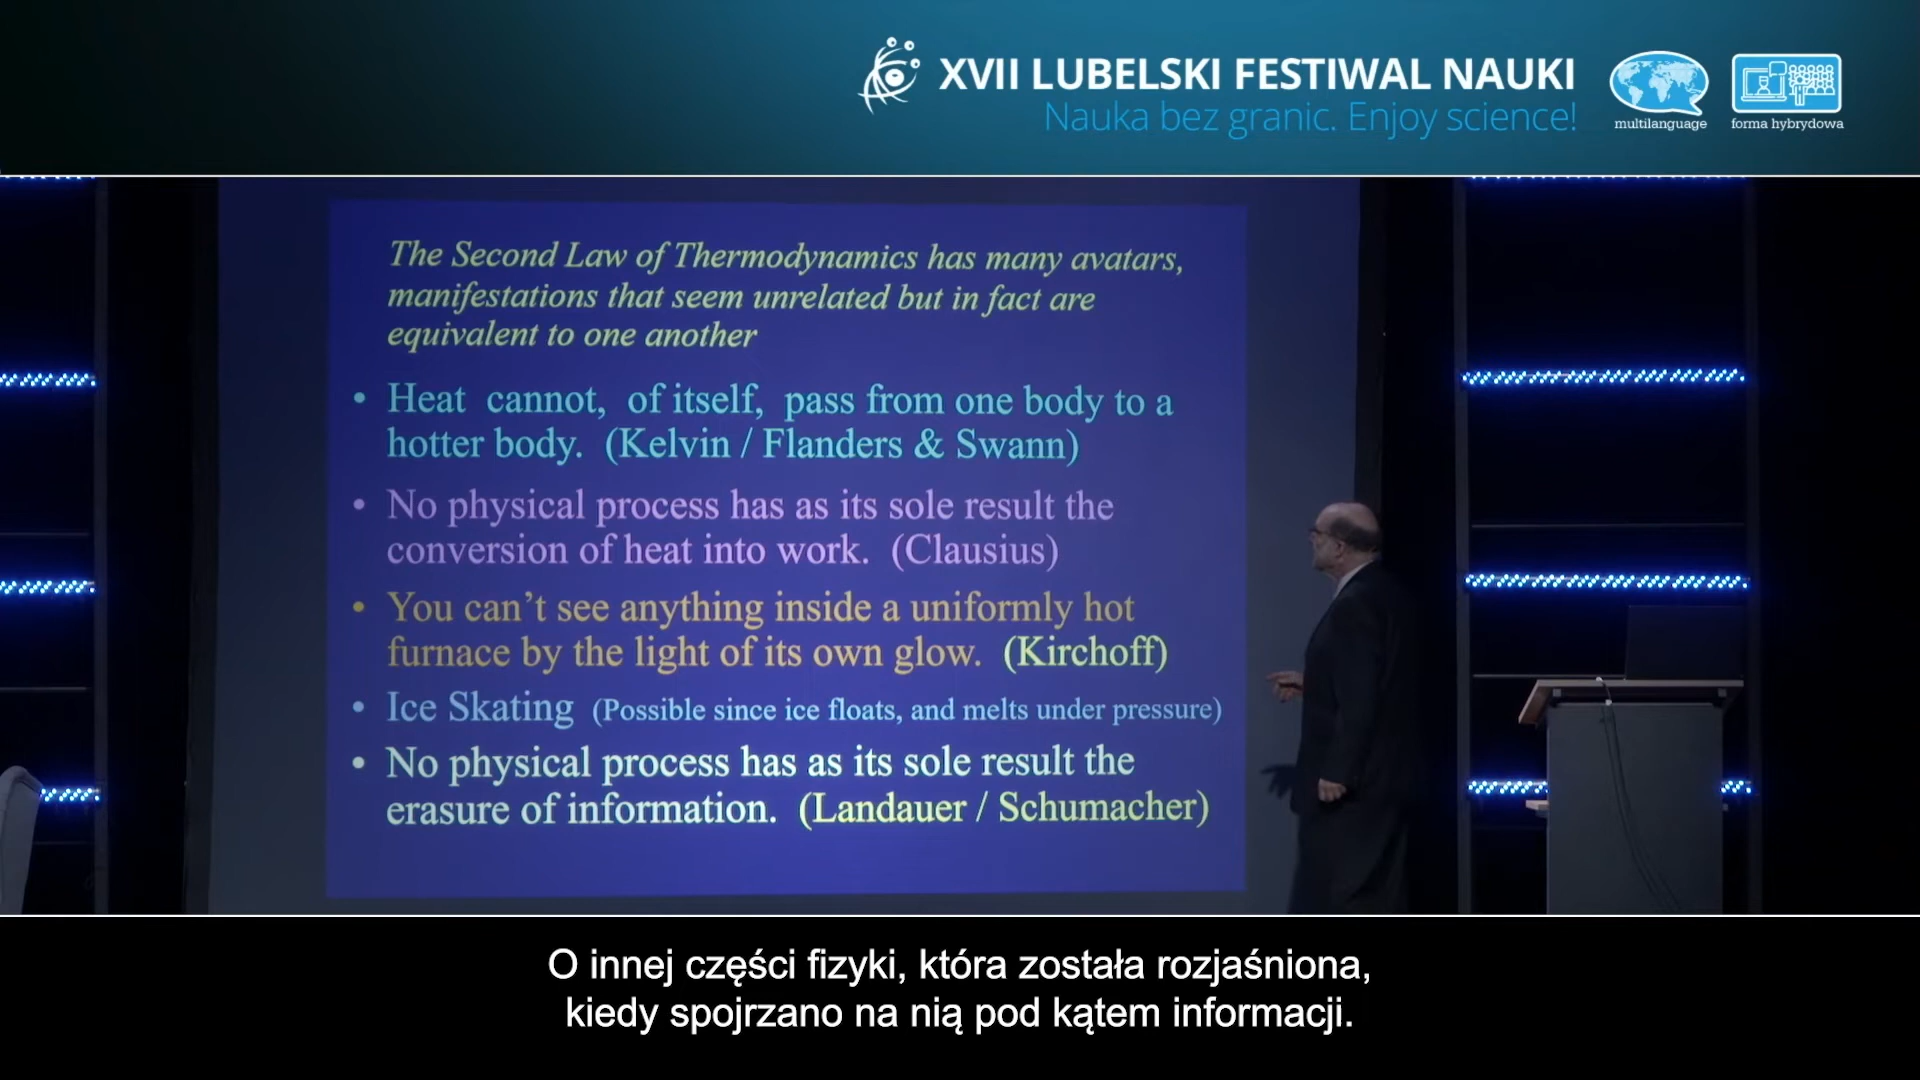 XVII LUBELSKI FESTIWAL NAUKI
Nauka bez granic. Enjoy science!
multilanguage
forma hybrydowa
The Second Law of Thermodynamics has many avatars,
manifestations that seem unrelated but in fact are
equivalent to one another
• Heat cannot, of itself, pass from one body to a
hotter body. (Kelvin / Flanders & Swann)
• No physical process has as its sole result the
conversion of heat into work. (Clausius)
• You can't see anything inside a uniformly hot
furnace by the light of its own glow. (Kirchoff)
• Ice Skating (Possible since ice floats, and melts under pressure)
• No physical process has as its sole result the
erasure of information. (Landauer / Schumacher)
O innej części fizyki, która została rozjaśniona,
kiedy spojrzano na nią pod kątem informacji.